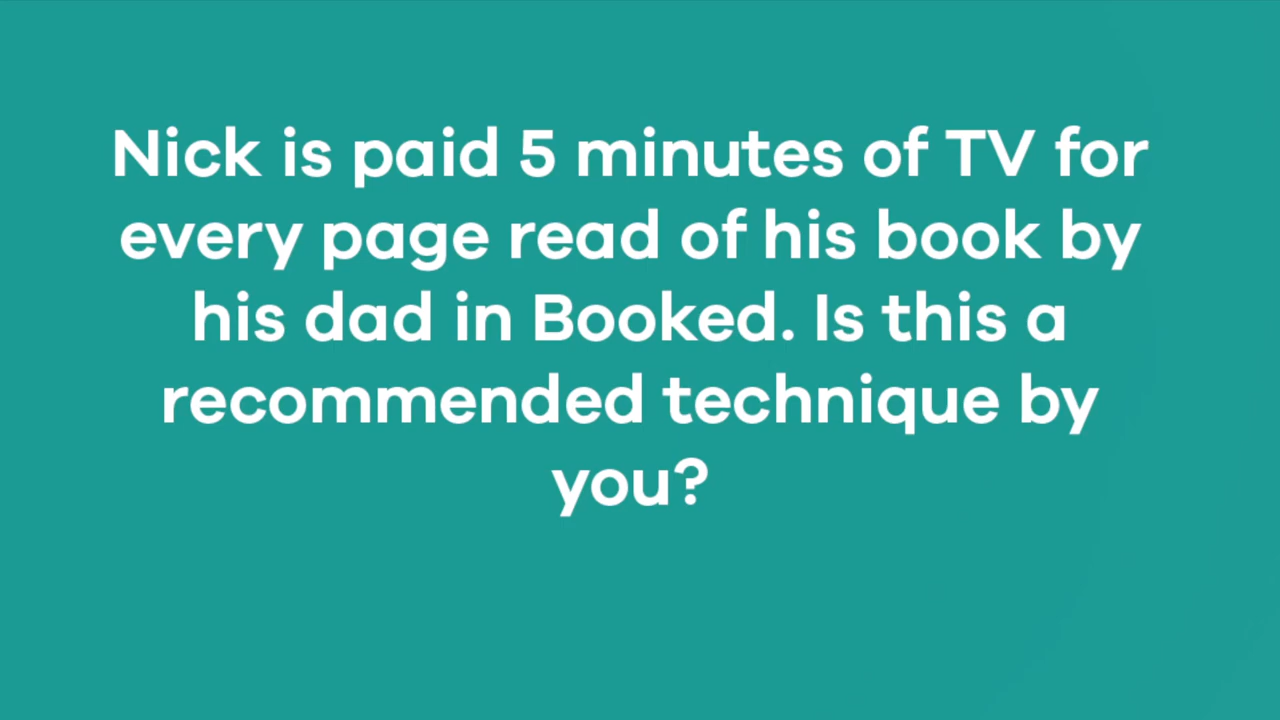 Nick is paid 5 minutes of TV for
every page read of his book by
his dad in Booked. Is this a
recommended technique by
you?